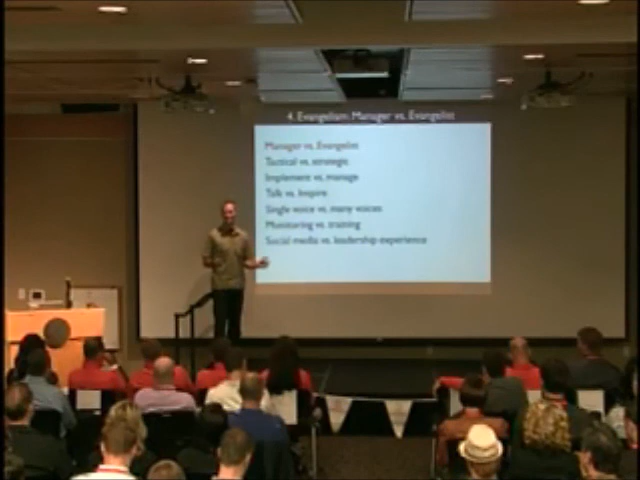 4. Evangelism: Manager vs. Evangelist
Manager vs. Evangelist
Tactical vs. strategic
Implement vs. manage
Talk vs. Inspire
Single voice vs. many voices
Monitoring vs. training
Social media vs. leadership experience